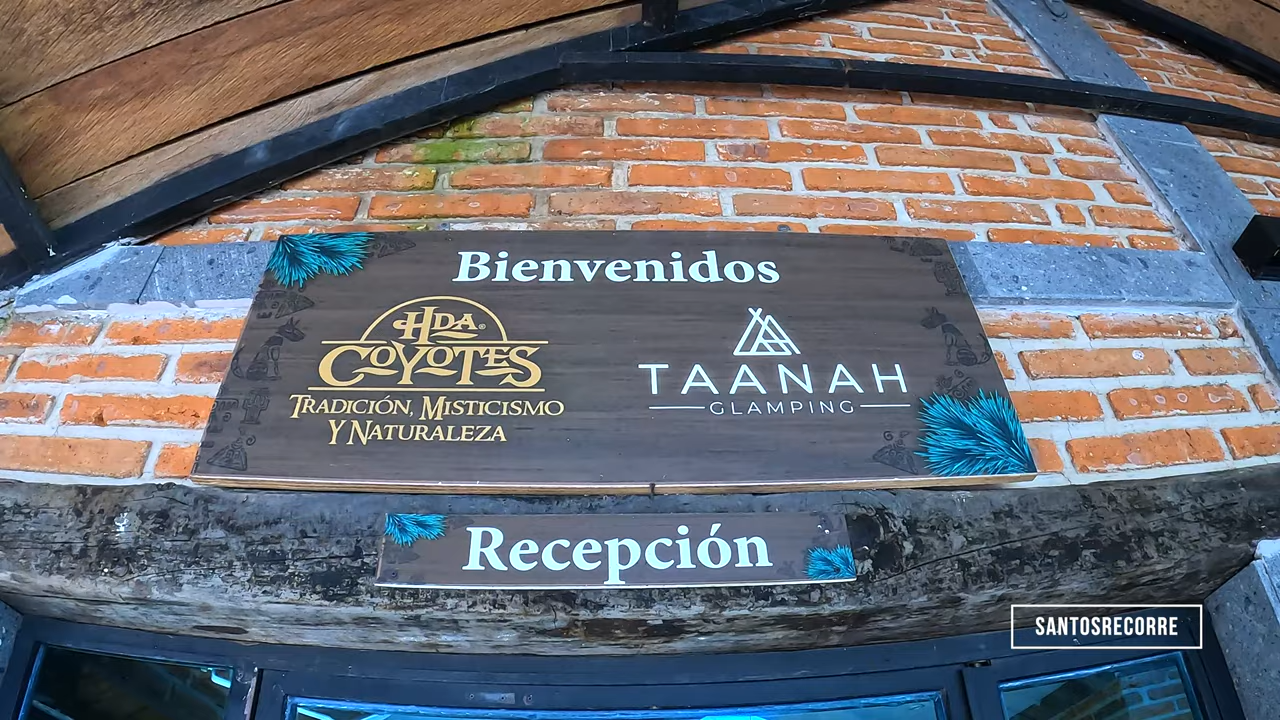 Bienvenidos
HDA®
COYOTES
TRADICIÓN, MISTICISMO
Y NATURALEZA
TAANAH
GLAMPING
Recepción
SANTOSRECORRE